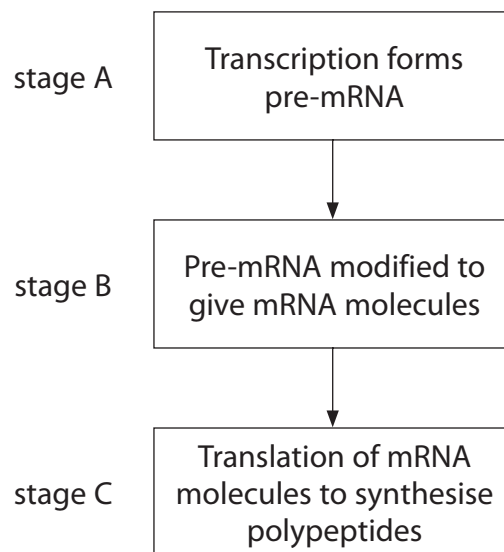 stage A
Transcription forms
pre-mRNA
stage B
Pre-mRNA modified to
give mRNA molecules
stage C
Translation of mRNA
molecules to synthesise
polypeptides